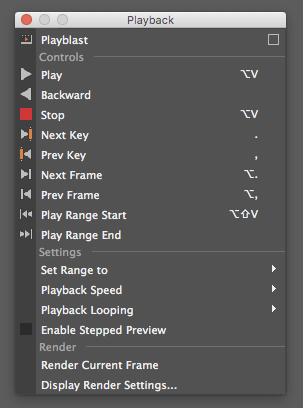 Playback
Playblast
Controls
Play ⌥V
Backward
Stop ⌥V
Next Key .
Prev Key ,
Next Frame ⌥.
Prev Frame ⌥,
Play Range Start ⌥⇧V
Play Range End
Settings
Set Range to
Playback Speed
Playback Looping
Enable Stepped Preview
Render
Render Current Frame
Display Render Settings...